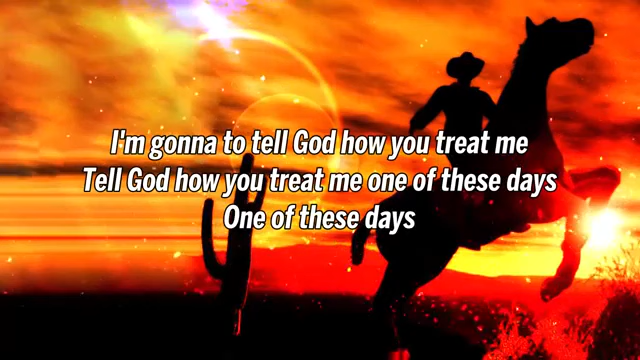 I'm gonna to tell God how you treat me
Tell God how you treat me one of these days
One of these days